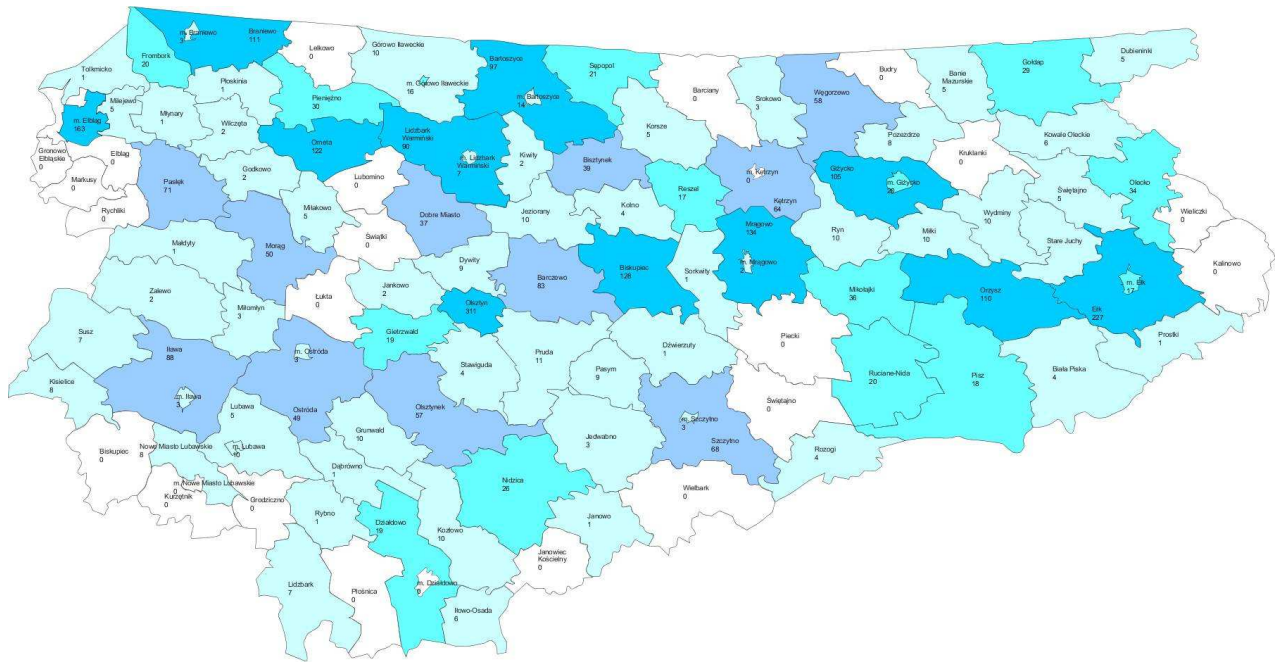 m. Braniewo
3
Braniewo
111
Lelkowo
0
Górowo Iławeckie
10
Bartoszyce
97
Sępopol
21
Barciany
0
Srokowo
3
Węgorzewo
58
Budry
0
Banie
Mazurskie
5
Gołdap
29
Dubieninki
5
Frombork
20
Tolkmicko
1
Płoskinia
1
Pieniężno
30
m. Górowo Iławeckie
16
m. Bartoszyce
14
Korsze
5
Pozezdrze
8
Kowale Oleckie
6
Milejewo
5
m. Elbląg
163
Młynary
1
Wilczęta
2
Orneta
122
Lidzbark
Warmiński
90
m. Lidzbark
Warmiński
7
Kiwity
2
Bisztynek
39
Reszel
17
m. Kętrzyn
0
Kętrzyn
64
Giżycko
105
m. Giżycko
26
Kruklanki
0
Świętajno
5
Olecko
34
Wieliczki
0
Gronowo
Elbląskie
0
Elbląg
0
Markusy
0
Rychliki
0
Pasłęk
71
Godkowo
2
Lubomino
0
Miłakowo
5
Dobre Miasto
37
Jeziorany
10
Kolno
4
Mrągowo
134
m. Mrągowo
2
Ryn
10
Miłki
10
Wydminy
10
Stare Juchy
7
Kalinowo
0
Małdyty
1
Morąg
50
Świątki
0
Dywity
9
Barczewo
83
Biskupiec
126
Sorkwity
1
Mikołajki
36
Orzysz
110
Ełk
227
m. Ełk
17
Prostki
1
Zalewo
2
Miłomłyn
3
Łukta
0
Jankowo
2
Olsztyn
311
Gietrzwałd
19
Stawiguda
4
Pruda
11
Pasym
9
Dźwierzuty
1
Piecki
0
Ruciane-Nida
20
Pisz
18
Biała Piska
4
Susz
7
Iława
88
m. Ostróda
3
Kisielice
8
m. Iława
3
Lubawa
5
Ostróda
49
Grunwald
10
Olsztynek
57
Jedwabno
3
m. Szczytno
3
Szczytno
68
Świętajno
0
Rozogi
4
Biskupiec
0
Nowe Miasto Lubawskie
8
m. Lubawa
10
Dąbrówno
1
m. Nowe Miasto Lubawskie
0
Kurzętnik
0
Grodziczno
0
Rybno
1
Działdowo
19
Kozłowo
10
Nidzica
26
Janowo
1
Wielbark
0
Janowiec
Kościelny
0
Lidzbark
7
Płośnica
0
m. Działdowo
0
Iłowo-Osada
6